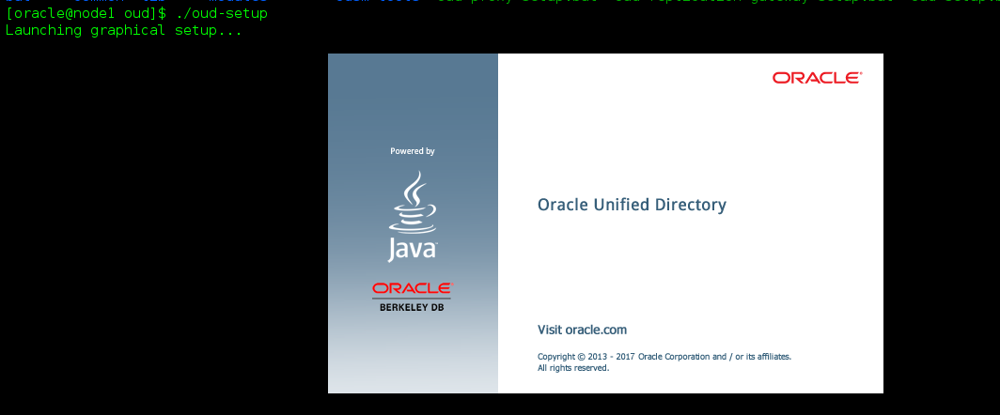 [oracle@node1 oud]$ ./oud-setup
Launching graphical setup...
ORACLE
Powered by
Java
ORACLE
BERKELEY DB
Oracle Unified Directory
Visit oracle.com
Copyright © 2013 - 2017 Oracle Corporation and / or its affiliates.
All rights reserved.